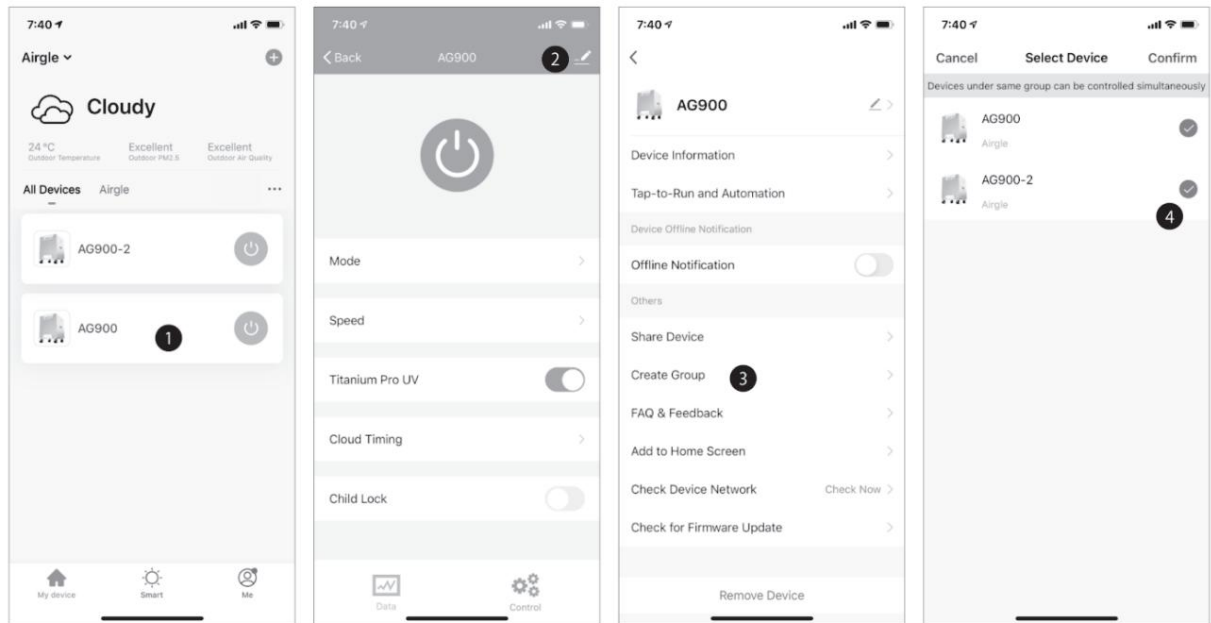 7:40
Airgle
Cloudy
24 °C Excellent Excellent
Outdoor Temperature Outdoor PM2.5 Outdoor Air Quality
All Devices Airgle ...
AG900-2
AG900
1
My device Smart Me
7:40
Back AG900 2
Mode
Speed
Titanium Pro UV
Cloud Timing
Child Lock
Data Control
7:40
AG900
Device Information
Tap-to-Run and Automation
Device Offline Notification
Offline Notification
Others
Share Device
Create Group 3
FAQ & Feedback
Add to Home Screen
Check Device Network Check Now
Check for Firmware Update
Remove Device
7:40
Cancel Select Device Confirm
Devices under same group can be controlled simultaneously
AG900
Airgle
AG900-2
Airgle
4